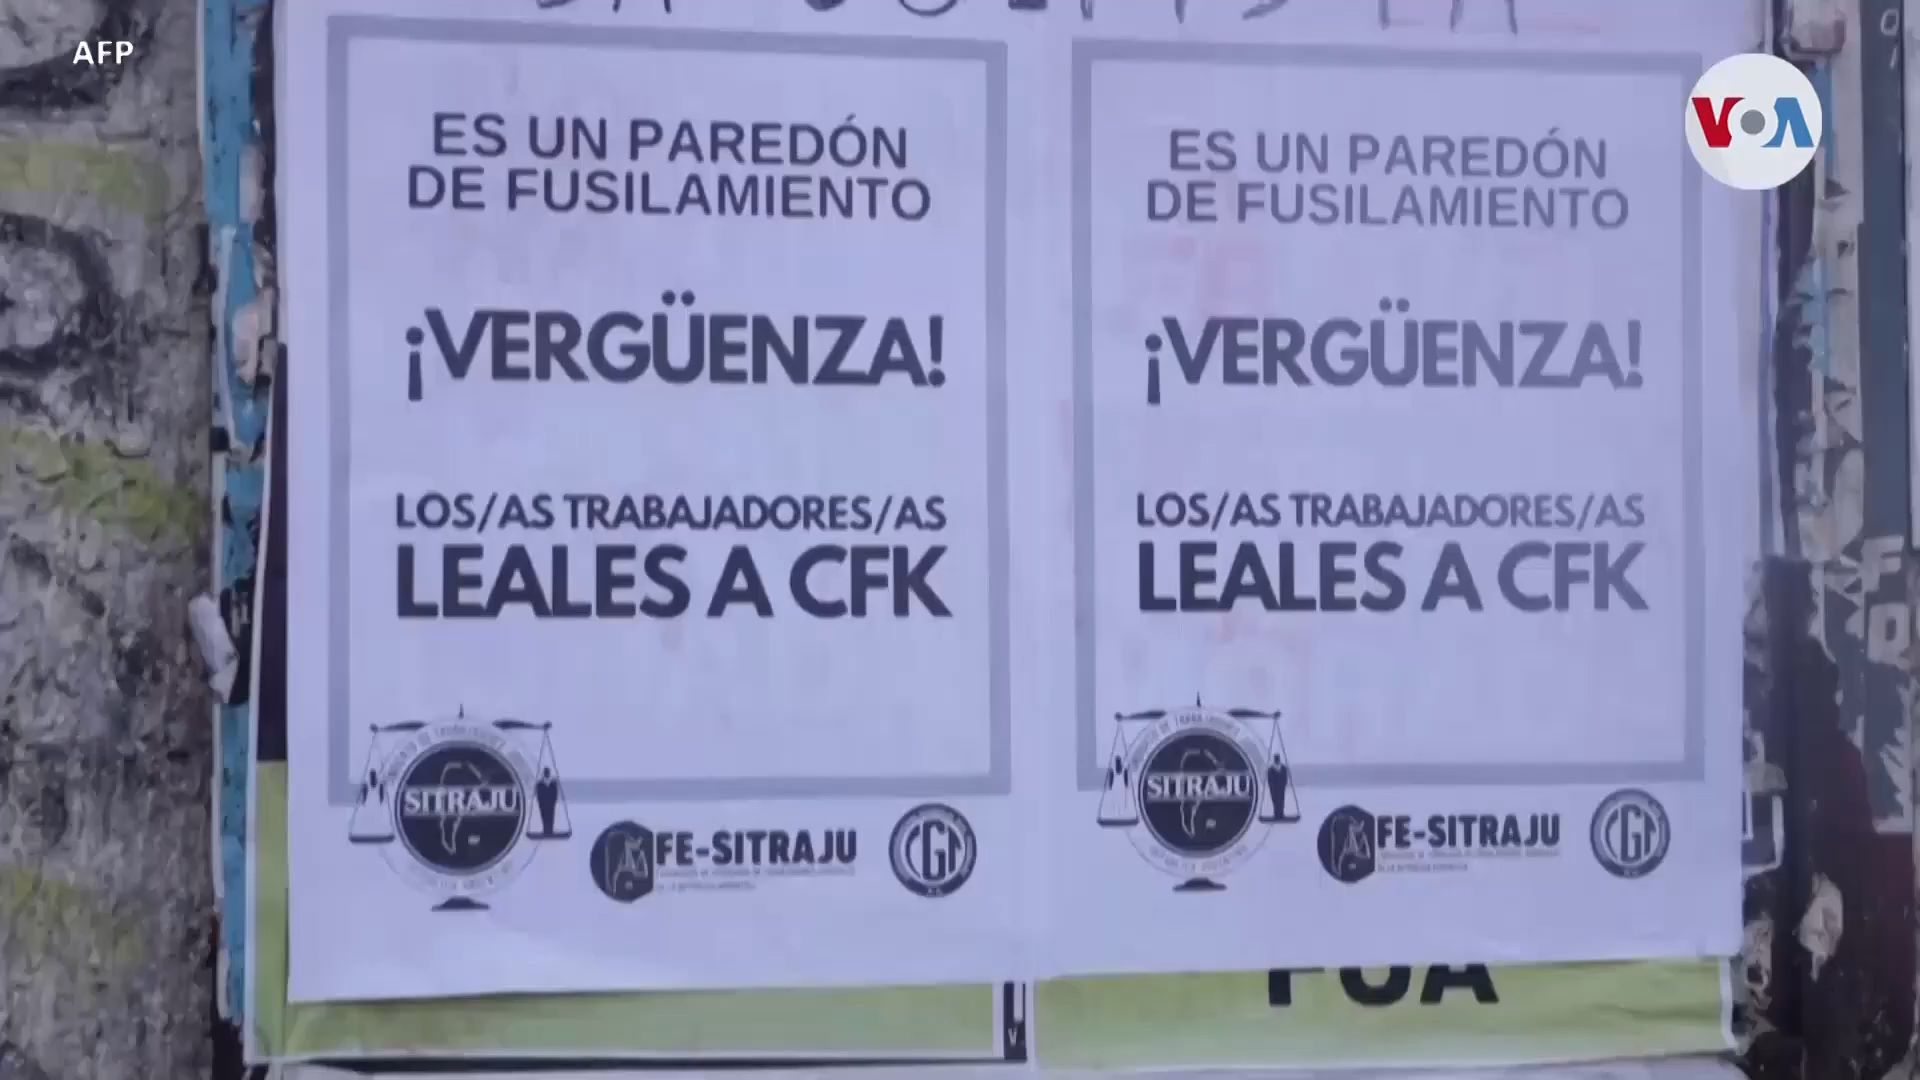 AFP
VOA
ES UN PAREDÓN
DE FUSILAMIENTO
¡VERGÜENZA!
LOS/AS TRABAJADORES/AS
LEALES A CFK
SITRAJU
FE-SITRAJU
CGT
ES UN PAREDÓN
DE FUSILAMIENTO
¡VERGÜENZA!
LOS/AS TRABAJADORES/AS
LEALES A CFK
SITRAJU
FE-SITRAJU
CGT